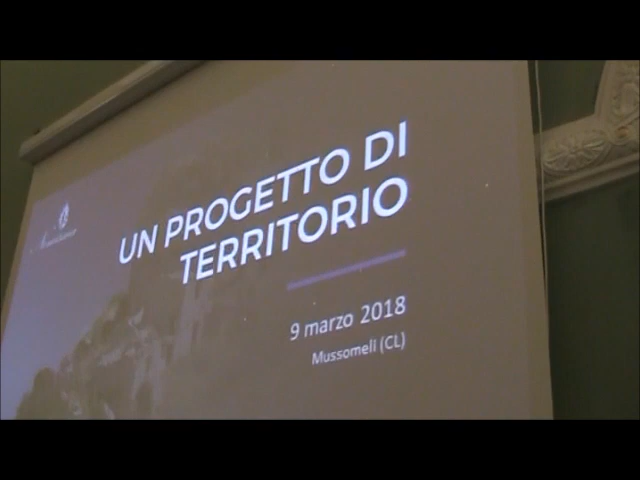 UN PROGETTO DI
TERRITORIO
9 marzo 2018
Mussomeli (CL)